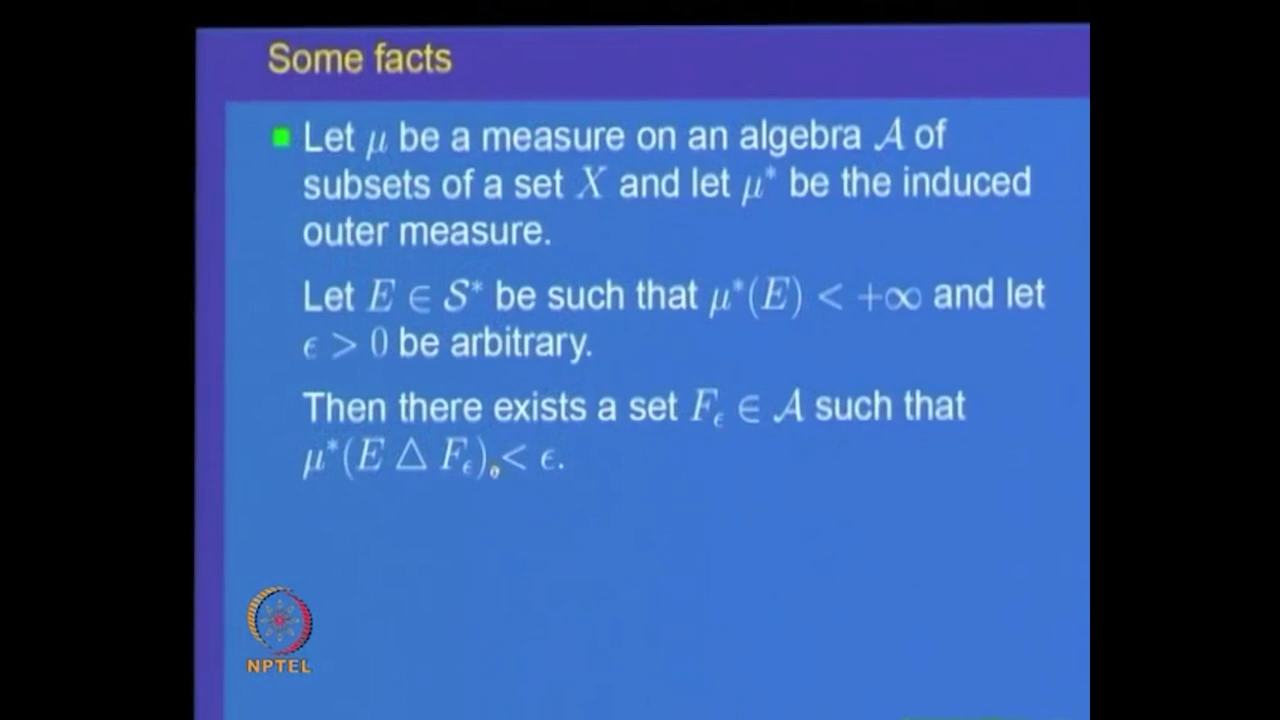 Some facts
Let μ be a measure on an algebra 𝒜 of
subsets of a set X and let μ* be the induced
outer measure.
Let E ∈ 𝒮* be such that μ*(E) < +∞ and let
ϵ > 0 be arbitrary.
Then there exists a set F_ϵ ∈ 𝒜 such that
μ*(E △ F_ϵ) < ϵ.
NPTEL